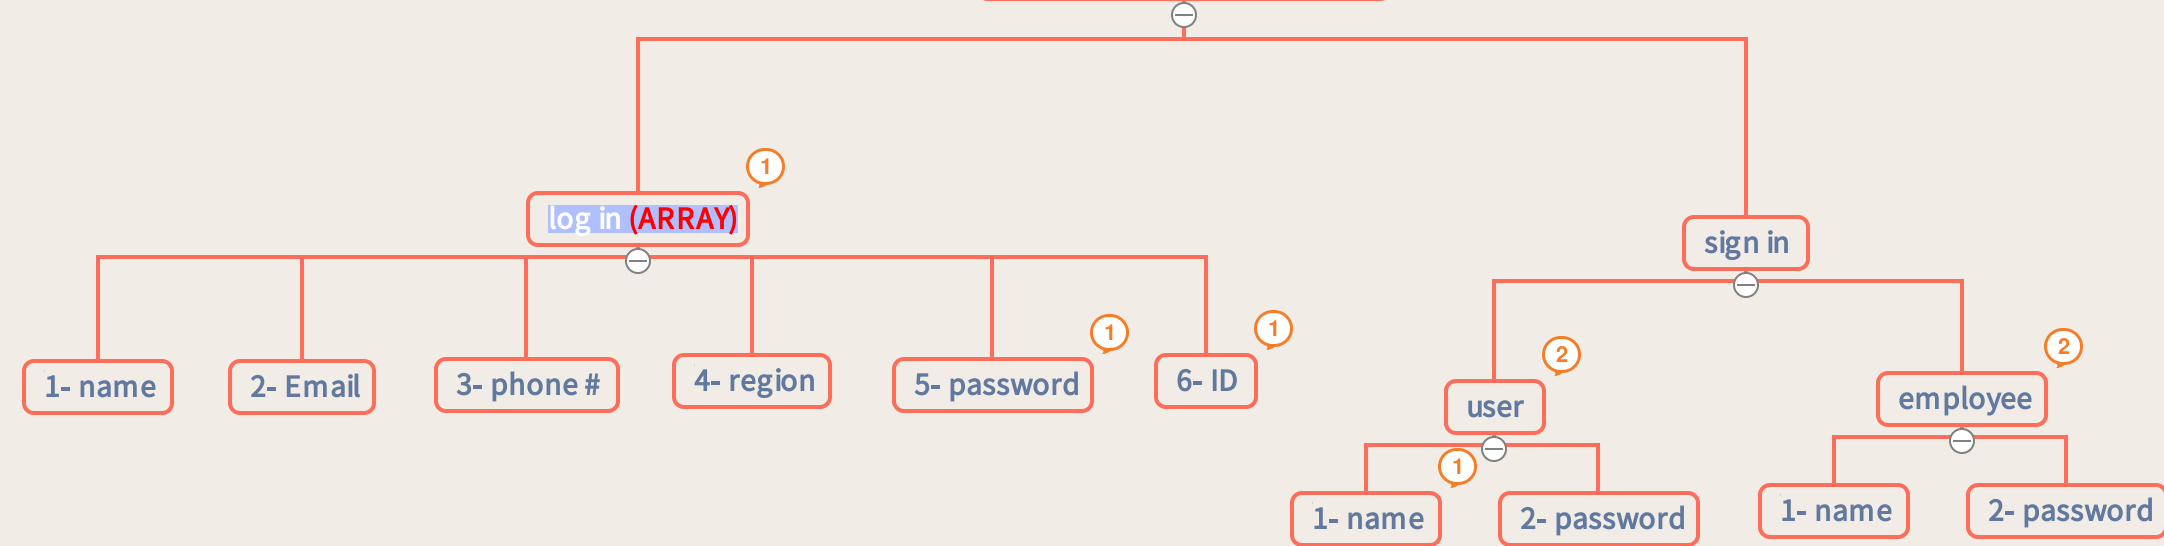 1
log in (ARRAY)
sign in
1- name
2- Email
3- phone #
4- region
1
5- password
1
6- ID
2
user
2
employee
1
1- name
2- password
1- name
2- password